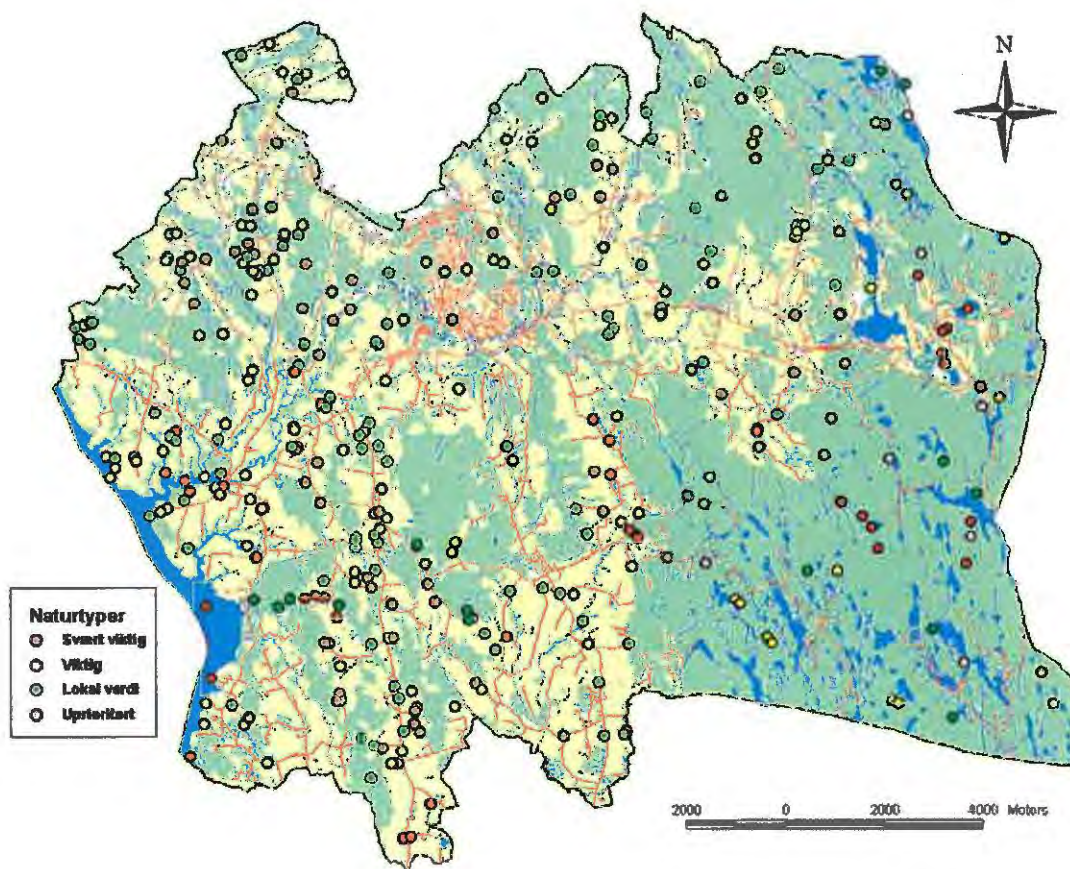 N
Naturtyper
Svært viktig
Viktig
Lokal verdi
Uprioritert
2000 0 2000 4000 Meters